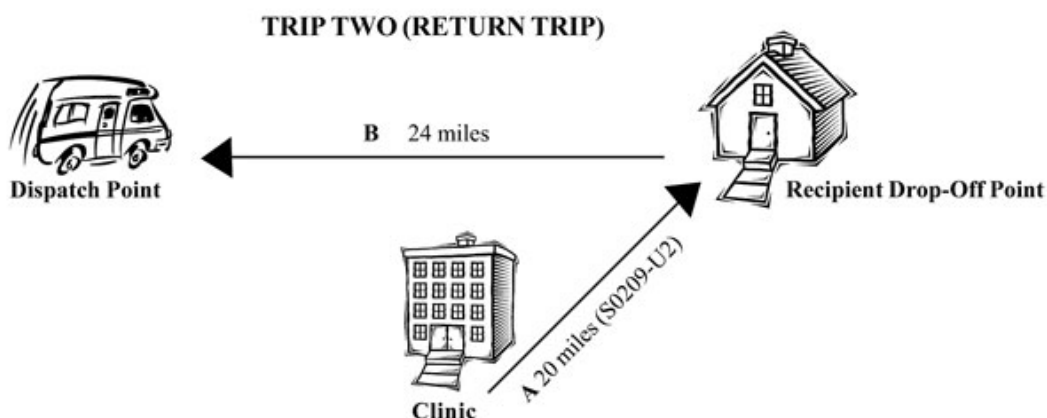 TRIP TWO (RETURN TRIP)
B 24 miles
Dispatch Point
Recipient Drop-Off Point
A 20 miles (S0209-U2)
Clinic